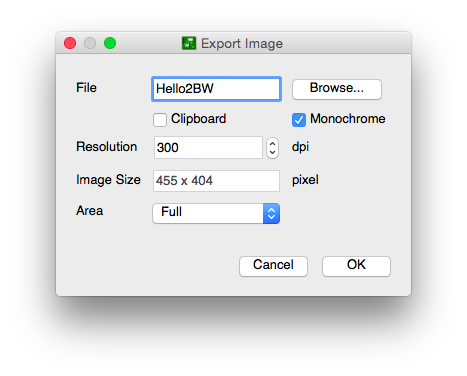 Export Image
File Hello2BW Browse...
Clipboard Monochrome
Resolution 300 dpi
Image Size 455 x 404 pixel
Area Full
Cancel OK